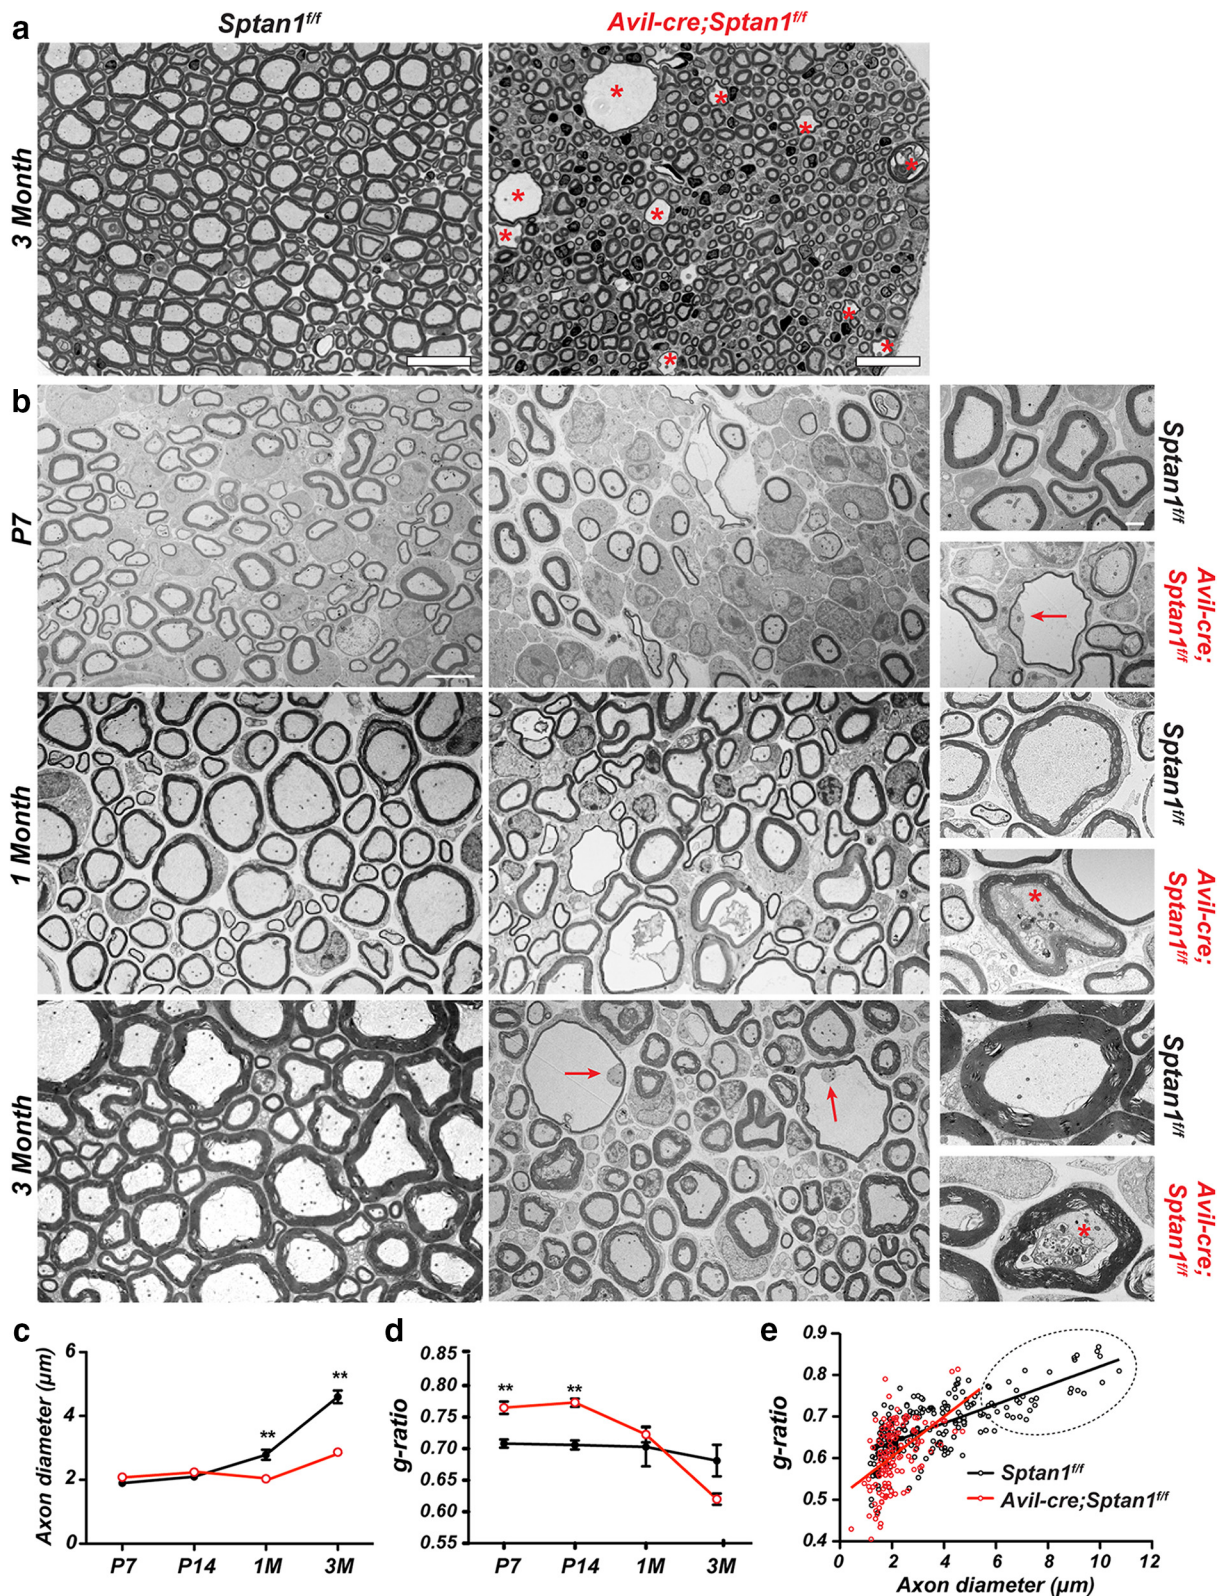 a
Sptan1f/f
Avil-cre;Sptan1f/f
3 Month
*
*
*
*
*
*
*
*
*
*
b
P7
Sptan1f/f
Avil-cre;
Sptan1f/f
1 Month
Sptan1f/f
Avil-cre;
Sptan1f/f
*
3 Month
Sptan1f/f
Avil-cre;
Sptan1f/f
*
c
Axon diameter (μm)
6
4
2
0
**
**
P7 P14 1M 3M
d
g-ratio
0.85
0.80
0.75
0.70
0.65
0.60
0.55
**
**
P7 P14 1M 3M
e
g-ratio
0.9
0.8
0.7
0.6
0.5
0.4
Sptan1f/f
Avil-cre;Sptan1f/f
0 2 4 6 8 10 12
Axon diameter (μm)